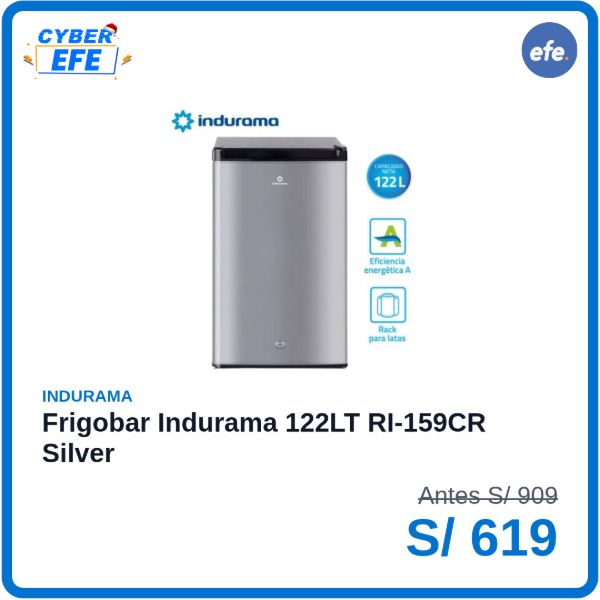 CYBER
EFE
efe.
indurama
CAPACIDAD
NETA
122 L
indurama
A
Eficiencia
energética A
Rack
para latas
INDURAMA
Frigobar Indurama 122LT RI-159CR
Silver
Antes S/ 909
S/ 619